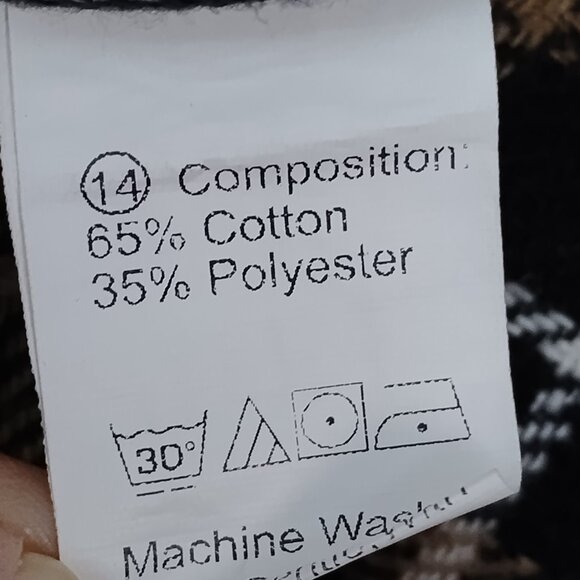 14 Composition:
65% Cotton
35% Polyester
30°
Machine Wash